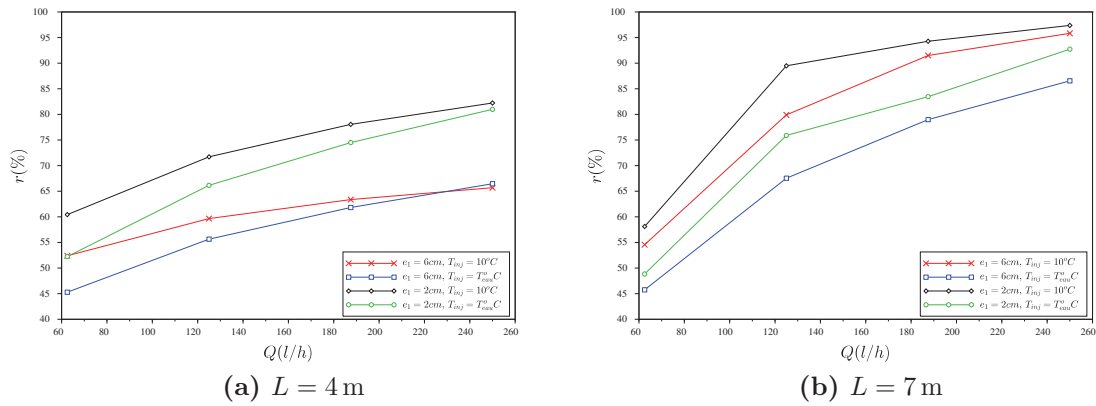 100
95
90
85
80
75
70
65
60
55
50
45
40
r(%)
60 80 100 120 140 160 180 200 220 240 260
Q(l/h)
e₁ = 6cm, Tᵢₙⱼ = 10°C
e₁ = 6cm, Tᵢₙⱼ = T°ₑₐᵤC
e₁ = 2cm, Tᵢₙⱼ = 10°C
e₁ = 2cm, Tᵢₙⱼ = T°ₑₐᵤC
(a) L = 4 m
100
95
90
85
80
75
70
65
60
55
50
45
40
r(%)
60 80 100 120 140 160 180 200 220 240 260
Q(l/h)
e₁ = 6cm, Tᵢₙⱼ = 10°C
e₁ = 6cm, Tᵢₙⱼ = T°ₑₐᵤC
e₁ = 2cm, Tᵢₙⱼ = 10°C
e₁ = 2cm, Tᵢₙⱼ = T°ₑₐᵤC
(b) L = 7 m